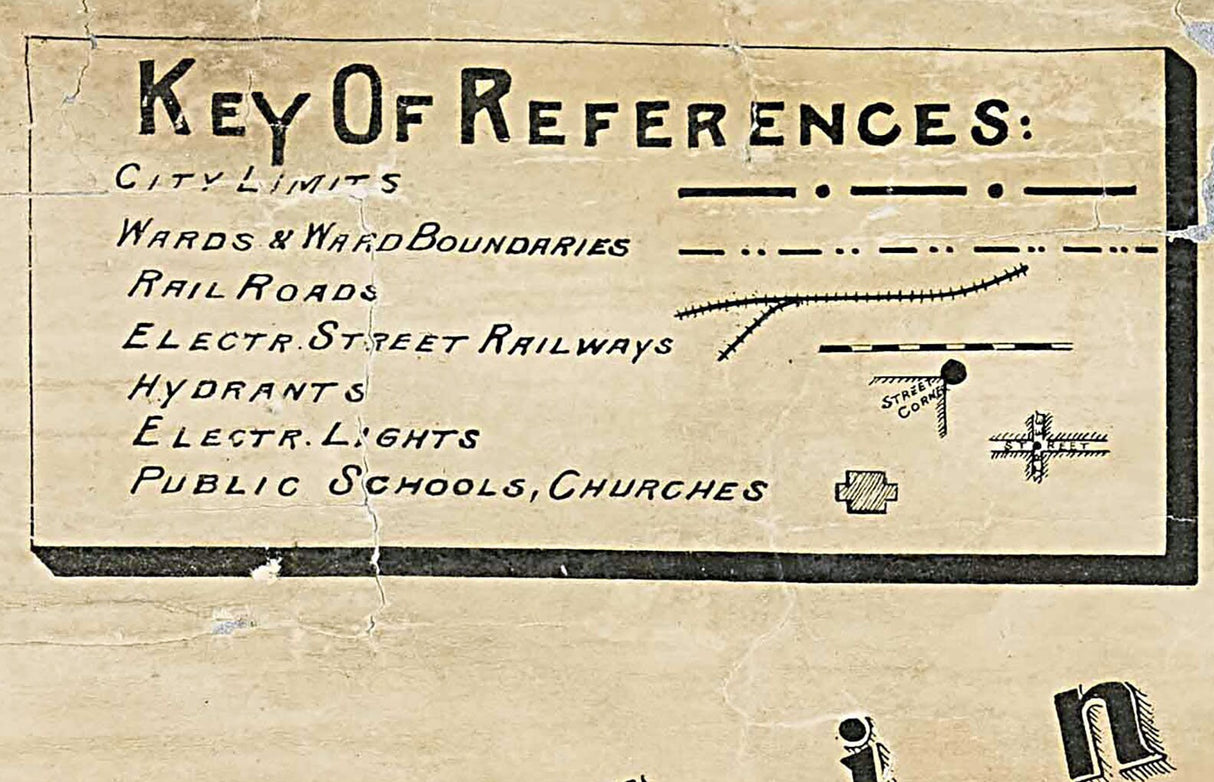 KEY OF REFERENCES:
CITY LIMITS
WARDS & WARD BOUNDARIES
RAIL ROADS
ELECTR. STREET RAILWAYS
HYDRANTS
STREET
CORNER
ELECTR. LIGHTS
STREET
PUBLIC SCHOOLS, CHURCHES
in